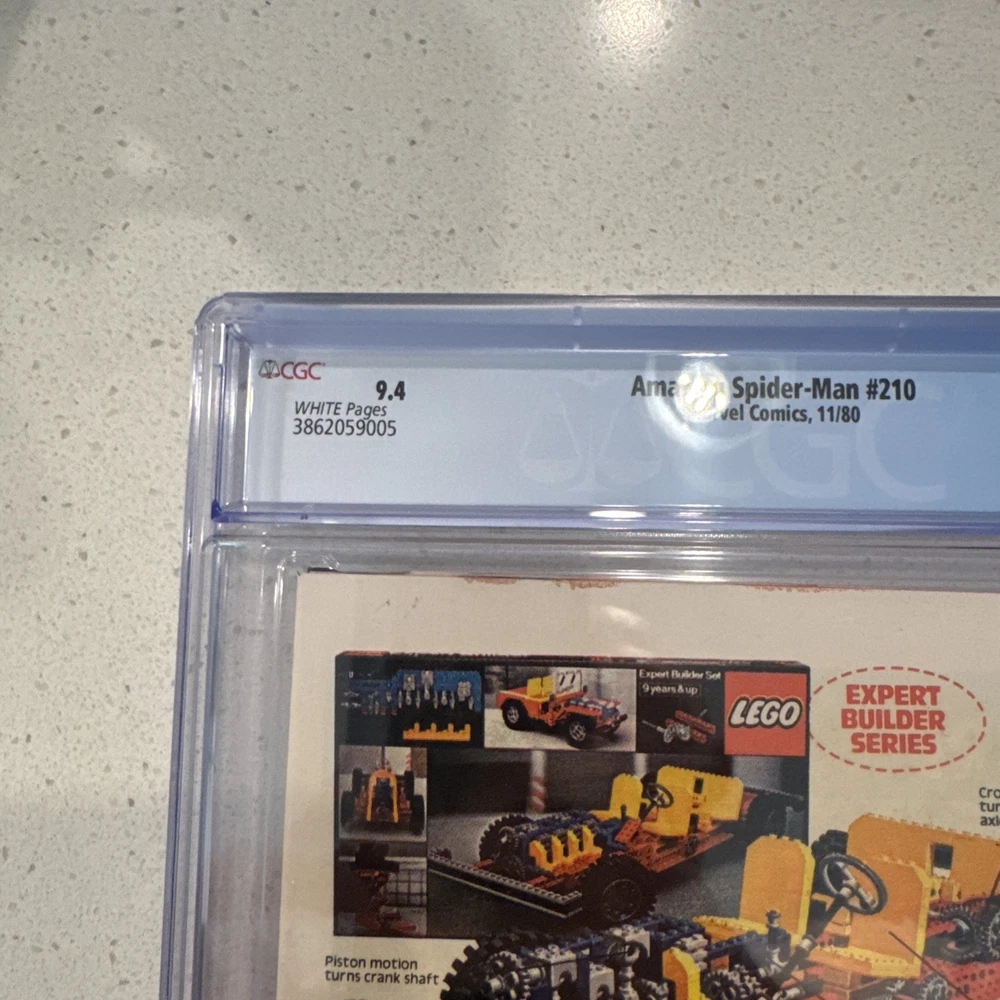 CGC
9.4
WHITE Pages
3862059005
Spider-Man #210
Comics, 11/80
CGC
Expert Builder Set
9 years & up
LEGO
EXPERT
BUILDER
SERIES
Piston motion
turns crank shaft